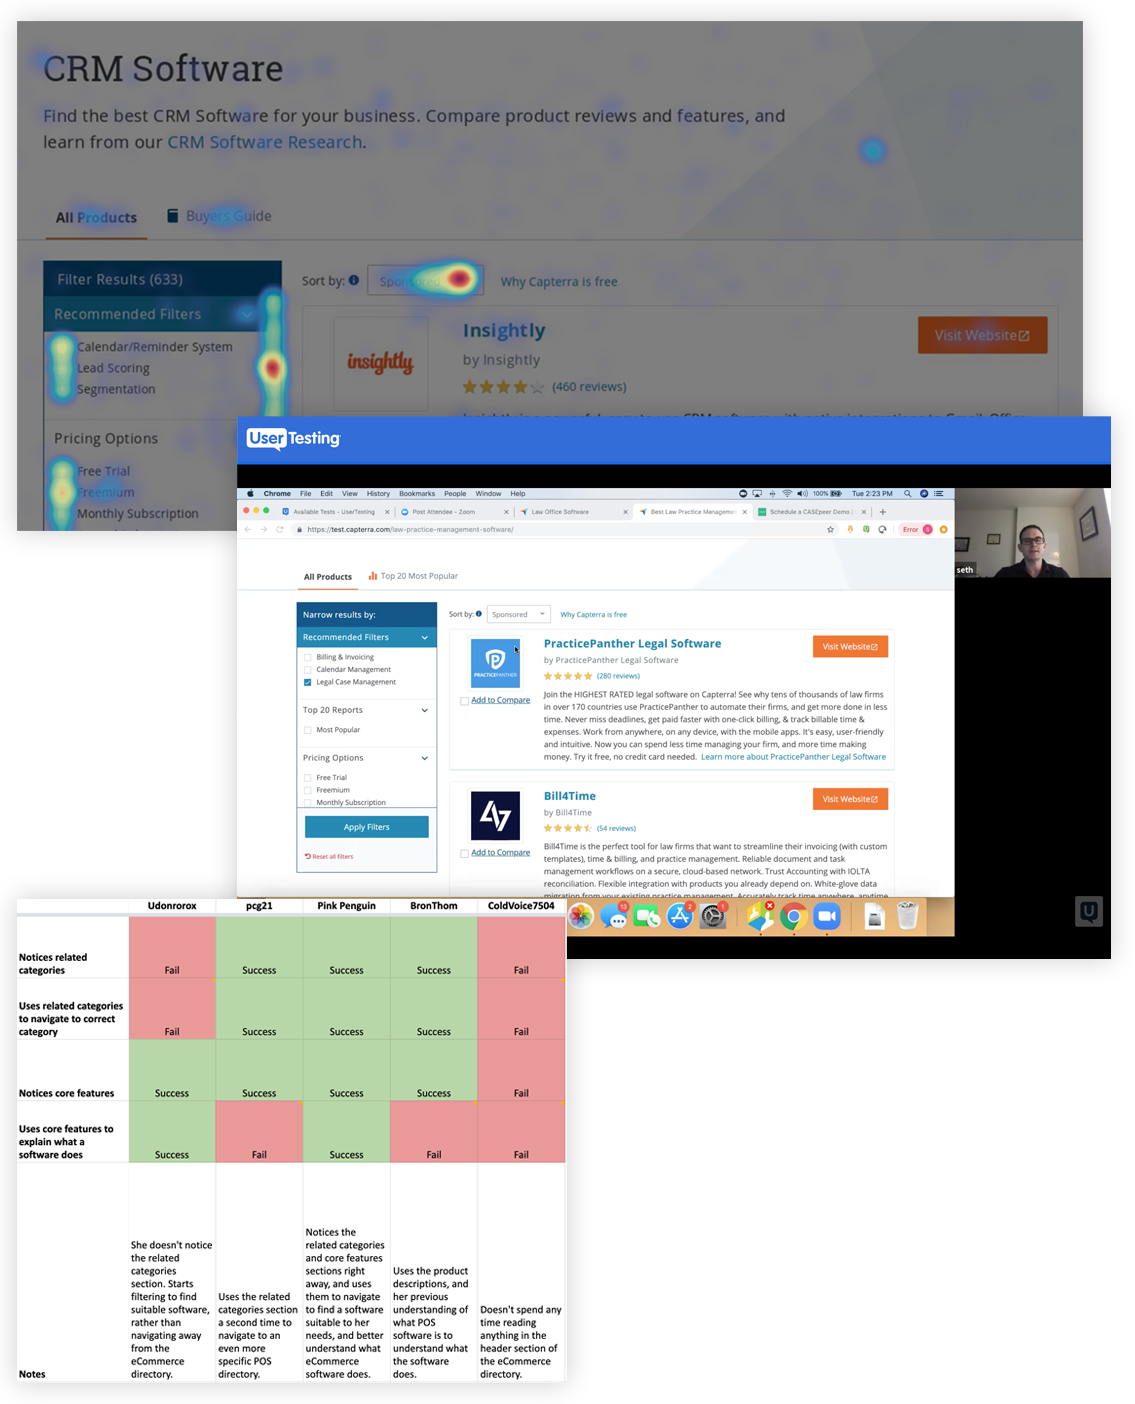 CRM Software
Find the best CRM Software for your business. Compare product reviews and features, and
learn from our CRM Software Research.
All Products
Buyers Guide
Filter Results (633)
Recommended Filters
Calendar/Reminder System
Lead Scoring
Segmentation
Pricing Options
Free Trial
Freemium
Monthly Subscription
Sort by:
Sponsored
Why Capterra is free
insightly
Insightly
by Insightly
(460 reviews)
Visit Website
UserTesting
Chrome File Edit View History Bookmarks People Window Help
100%
Tue 2:23 PM
Available Tests - UserTesting
Post Attendee - Zoom
Law Office Software
Best Law Practice Managemen
Schedule a CASEpeer Demo |
https://test.capterra.com/law-practice-management-software/
Error
seth
All Products
Top 20 Most Popular
Narrow results by:
Recommended Filters
Billing & Invoicing
Calendar Management
Legal Case Management
Top 20 Reports
Most Popular
Pricing Options
Free Trial
Freemium
Monthly Subscription
Apply Filters
Reset all filters
Sort by:
Sponsored
Why Capterra is free
PRACTICEPANTHER
Add to Compare
PracticePanther Legal Software
by PracticePanther Legal Software
(280 reviews)
Visit Website
Join the HIGHEST RATED legal software on Capterra! See why tens of thousands of law firms
in over 170 countries use PracticePanther to automate their firms, and get more done in less
time. Never miss deadlines, get paid faster with one-click billing, & track billable time &
expenses. Work from anywhere, on any device, with the mobile apps. It's easy, user-friendly
and intuitive. Now you can spend less time managing your firm, and more time making
money. Try it free, no credit card needed. Learn more about PracticePanther Legal Software
Add to Compare
Bill4Time
by Bill4Time
(54 reviews)
Visit Website
Bill4Time is the perfect tool for law firms that want to streamline their invoicing (with custom
templates), time & billing, and practice management. Reliable document and task
management workflows on a secure, cloud-based network. Trust Accounting with IOLTA
reconciliation. Flexible integration with products you already depend on. White-glove data
migration from your existing practice management. Accurately track time anywhere, anytime
13
2
1
Udonrorox pcg21 Pink Penguin BronThom ColdVoice7504
Notices related
categories
Fail Success Success Success Fail
Uses related categories
to navigate to correct
category
Fail Success Success Success Fail
Notices core features
Success Success Success Success Fail
Uses core features to
explain what a
software does
Success Fail Success Fail Fail
Notes
She doesn't notice
the related
categories
section. Starts
filtering to find
suitable software,
rather than
navigating away
from the
eCommerce
directory.
Uses the related
categories section
a second time to
navigate to an
even more
specific POS
directory.
Notices the
related categories
and core features
sections right
away, and uses
them to navigate
to find a software
suitable to her
needs, and better
understand what
eCommerce
software does.
Uses the product
descriptions, and
her previous
understanding of
what POS
software is to
understand what
the software
does.
Doesn't spend any
time reading
anything in the
header section of
the eCommerce
directory.